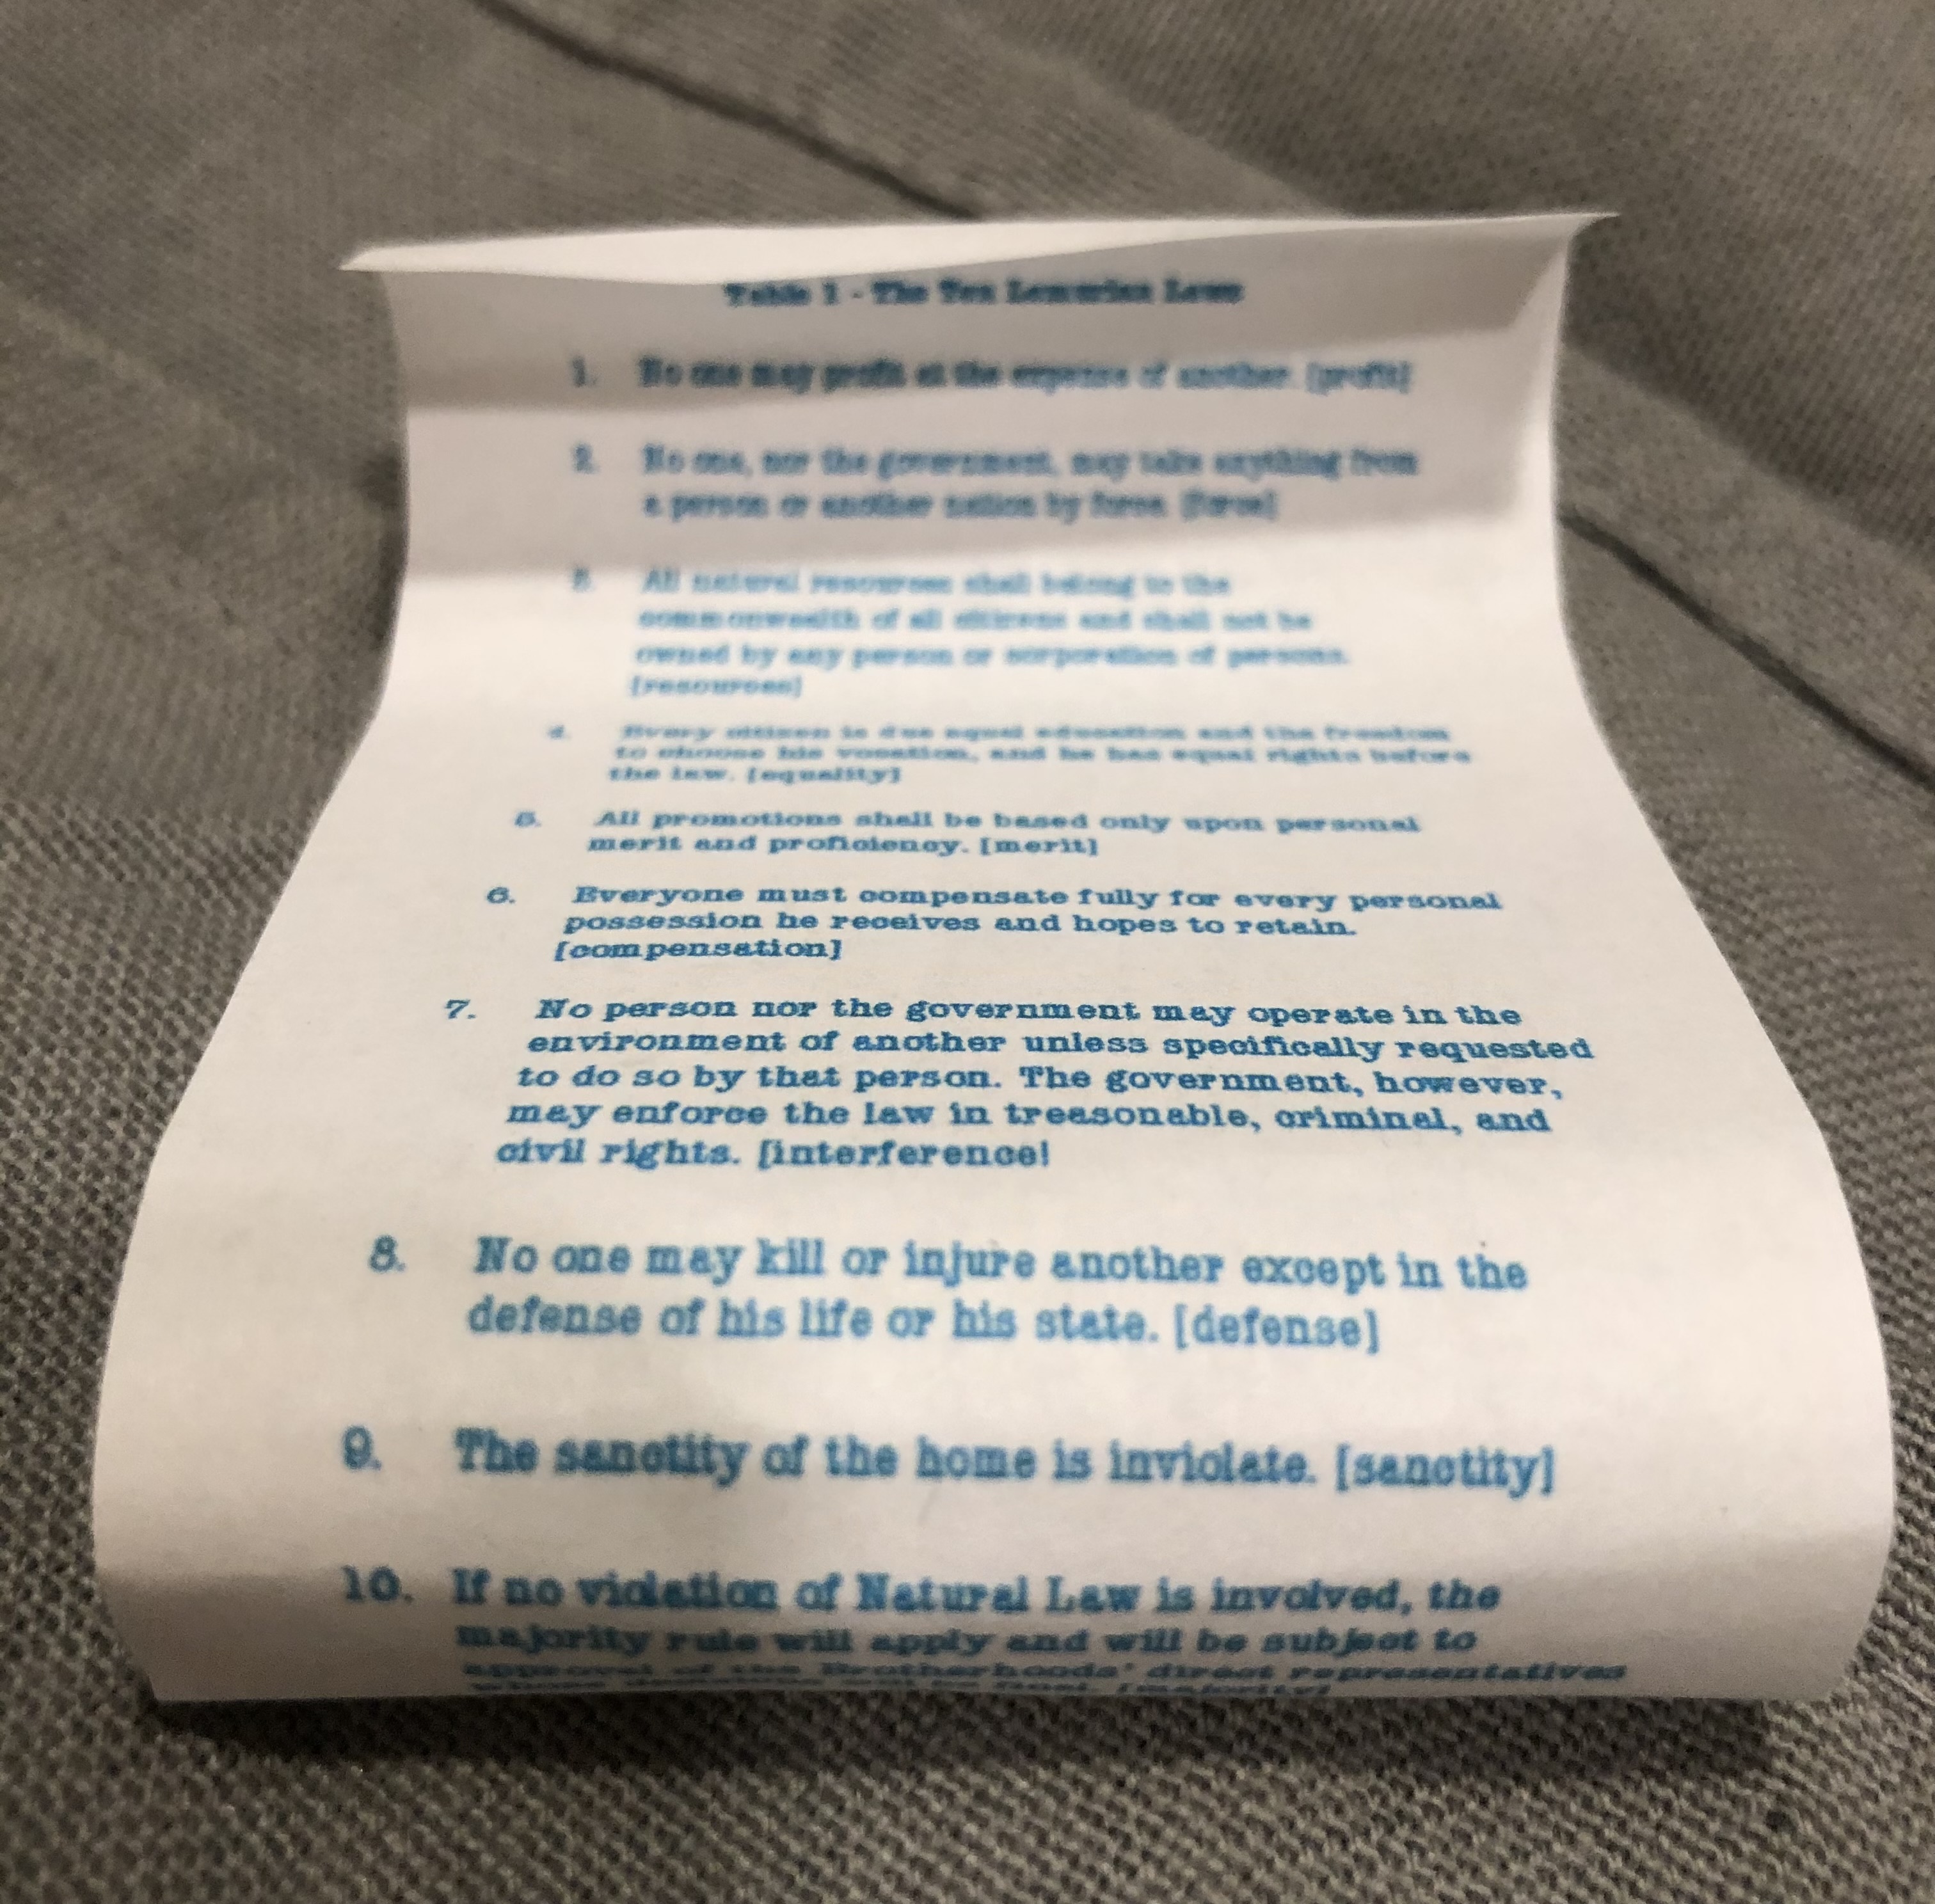 Table 1 - The Ten Lemurian Laws
1. No one may profit at the expense of another. [profit]
2. No one, nor the government, may take anything from
a person or another nation by force. [force]
3. All natural resources shall belong to the
commonwealth of all citizens and shall not be
owned by any person or corporation of persons.
[resources]
4. Every citizen is due equal education and the freedom
to choose his vocation, and he has equal rights before
the law. [equality]
5. All promotions shall be based only upon personal
merit and proficiency. [merit]
6. Everyone must compensate fully for every personal
possession he receives and hopes to retain.
[compensation]
7. No person nor the government may operate in the
environment of another unless specifically requested
to do so by that person. The government, however,
may enforce the law in treasonable, criminal, and
civil rights. [interference]
8. No one may kill or injure another except in the
defense of his life or his state. [defense]
9. The sanctity of the home is inviolate. [sanctity]
10. If no violation of Natural Law is involved, the
majority rule will apply and will be subject to
approval of the Brotherhoods' direct representatives
final. [majority]